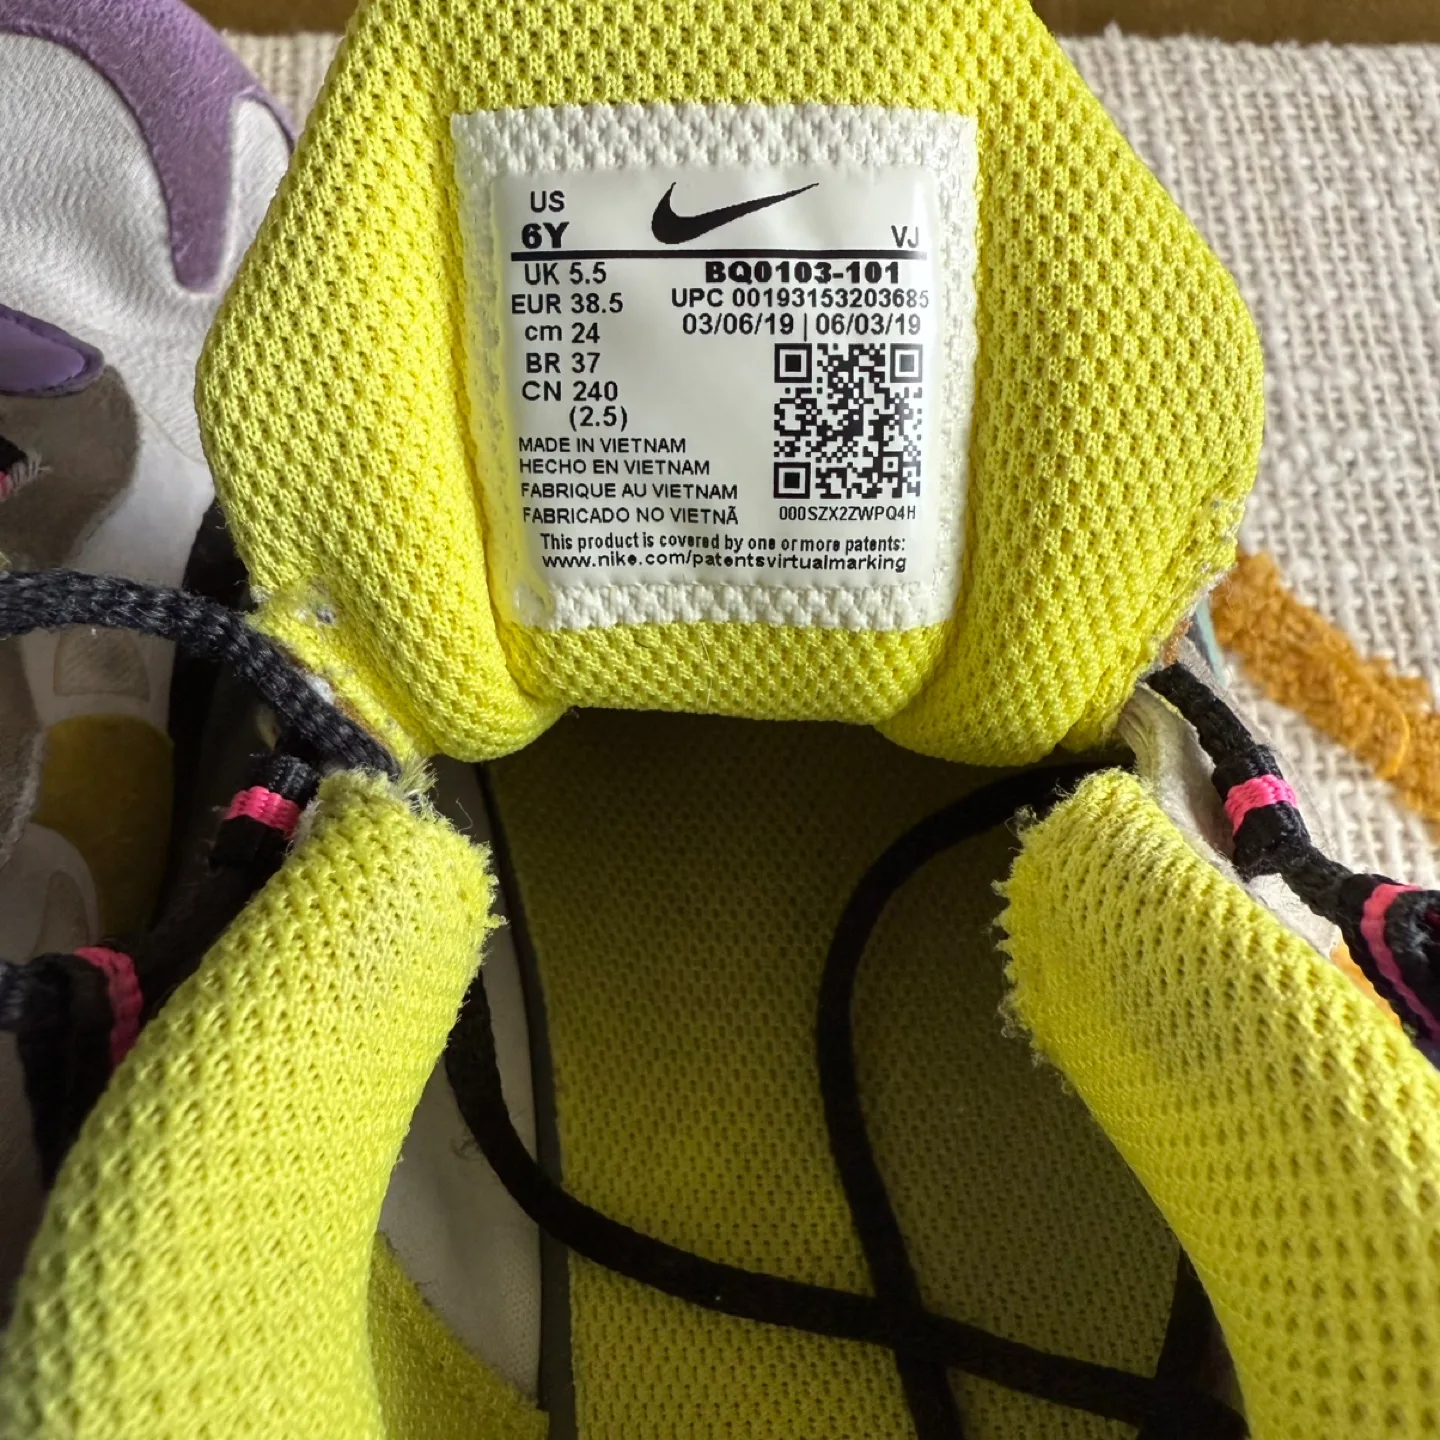 US
6Y
VJ
UK 5.5
BQ0103-101
EUR 38.5
UPC 00193153203685
cm 24
03/06/19 | 06/03/19
BR 37
CN 240
(2.5)
MADE IN VIETNAM
HECHO EN VIETNAM
FABRIQUE AU VIETNAM
FABRICADO NO VIETNÃ
000SZX2ZWPQ4H
This product is covered by one or more patents:
www.nike.com/patentsvirtualmarking